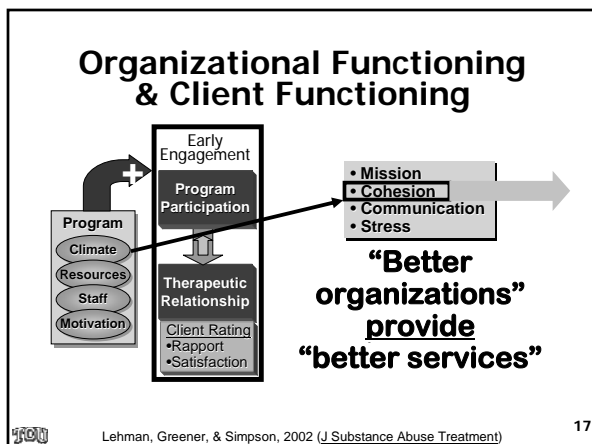 Organizational Functioning
& Client Functioning
Early
Engagement
+
Program
Participation
Program
Climate
Resources
Staff
Motivation
Therapeutic
Relationship
Client Rating
•Rapport
•Satisfaction
• Mission
• Cohesion
• Communication
• Stress
“Better
organizations”
provide
“better services”
TCU
Lehman, Greener, & Simpson, 2002 (J Substance Abuse Treatment)
17